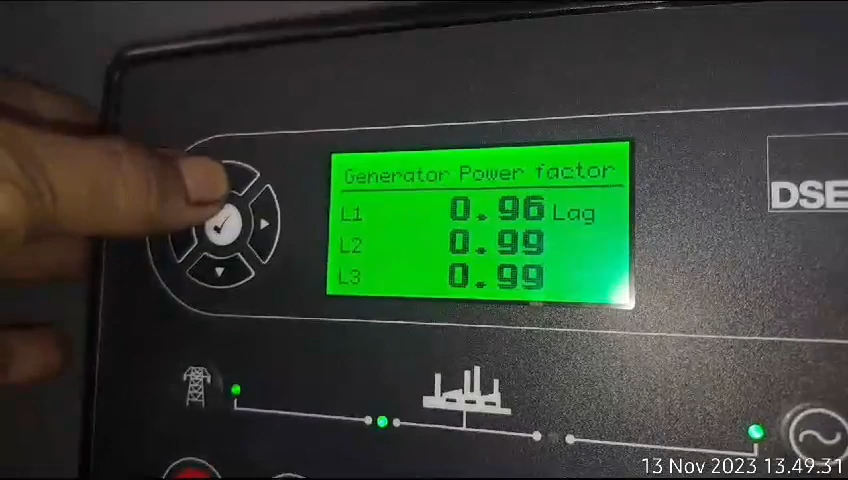 Generator Power factor
L1 0.96 Lag
L2 0.99
L3 0.99
DSE
13 Nov 2023 13.49.31